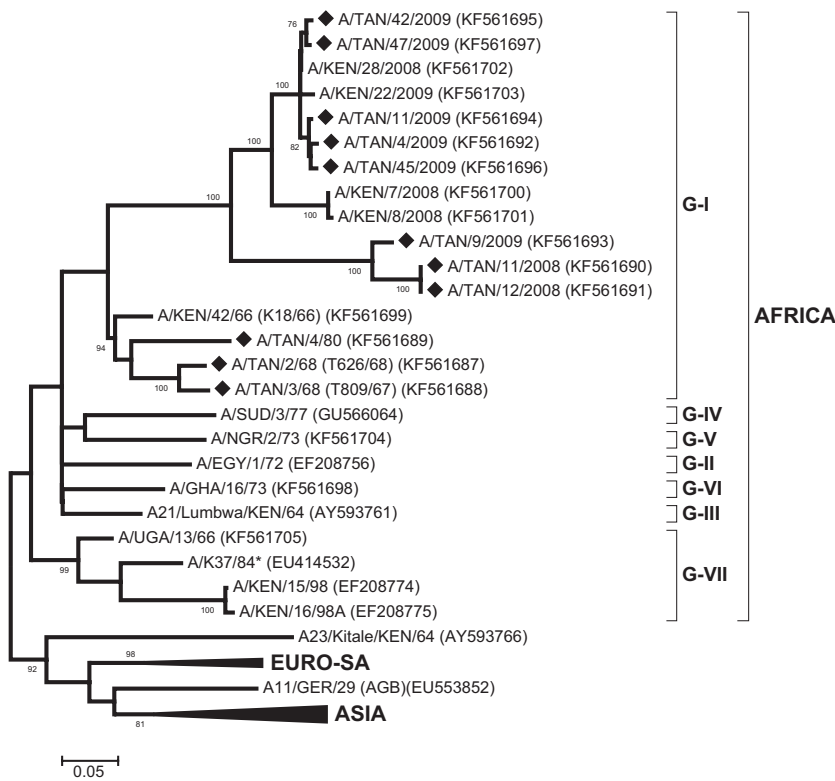 76
A/TAN/42/2009 (KF561695)
A/TAN/47/2009 (KF561697)
A/KEN/28/2008 (KF561702)
100
A/KEN/22/2009 (KF561703)
A/TAN/11/2009 (KF561694)
82
A/TAN/4/2009 (KF561692)
100
A/TAN/45/2009 (KF561696)
A/KEN/7/2008 (KF561700)
100
100
A/KEN/8/2008 (KF561701)
G-I
A/TAN/9/2009 (KF561693)
100
A/TAN/11/2008 (KF561690)
100
A/TAN/12/2008 (KF561691)
A/KEN/42/66 (K18/66) (KF561699)
AFRICA
94
A/TAN/4/80 (KF561689)
A/TAN/2/68 (T626/68) (KF561687)
100
A/TAN/3/68 (T809/67) (KF561688)
A/SUD/3/77 (GU566064)
G-IV
A/NGR/2/73 (KF561704)
G-V
A/EGY/1/72 (EF208756)
G-II
A/GHA/16/73 (KF561698)
G-VI
A21/Lumbwa/KEN/64 (AY593761)
G-III
A/UGA/13/66 (KF561705)
99
A/K37/84* (EU414532)
G-VII
A/KEN/15/98 (EF208774)
100
A/KEN/16/98A (EF208775)
A23/Kitale/KEN/64 (AY593766)
92
98
EURO-SA
A11/GER/29 (AGB)(EU553852)
81
ASIA
0.05